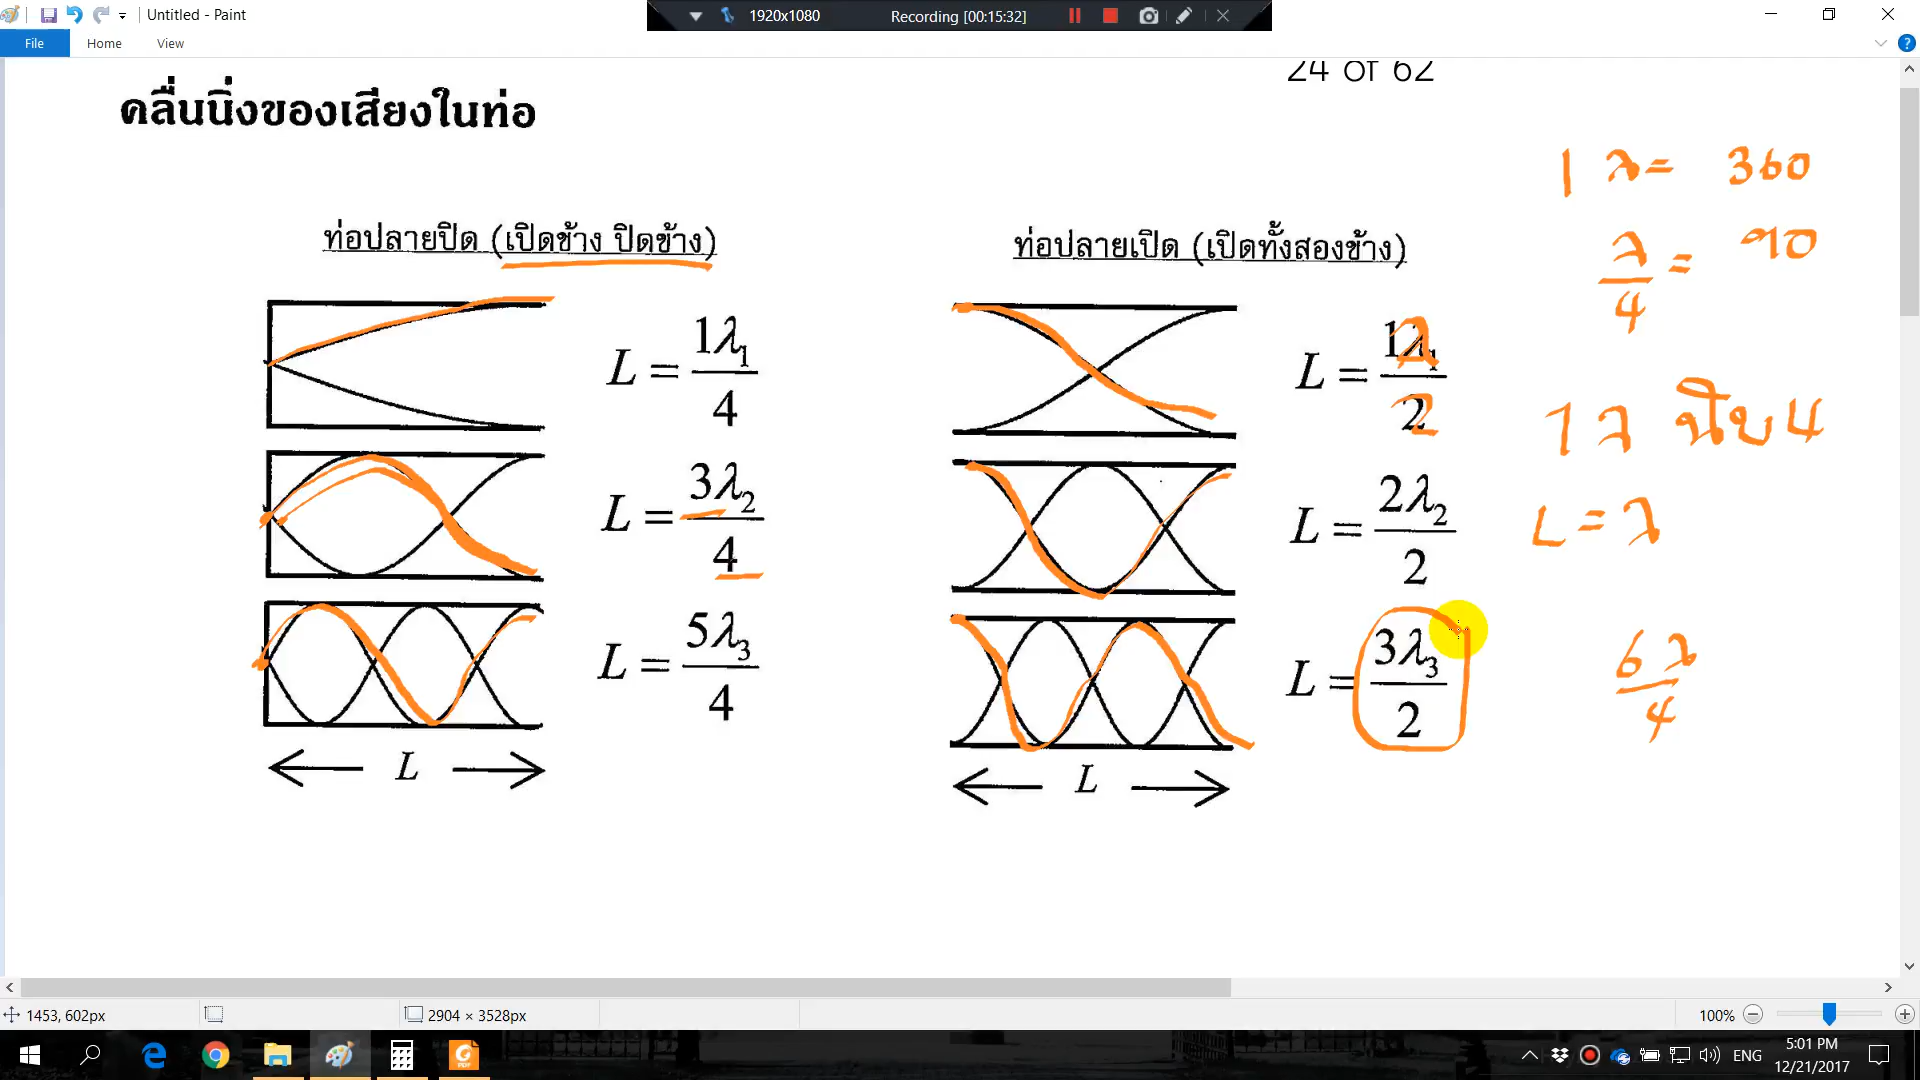 Untitled - Paint
1920x1080
Recording [00:15:32]
File
Home
View
24 of 62
คลื่นนิ่งของเสียงในท่อ
ท่อปลายปิด (เปิดข้าง ปิดข้าง)
L = 1λ₁/4
L = 3λ₂/4
L = 5λ₃/4
L
ท่อปลายเปิด (เปิดทั้งสองข้าง)
L = 1λ₁/2
L = 2λ₂/2
L = 3λ₃/2
L
1 λ = 360
λ/4 = 90
1λ นับ 4
L = λ
6λ/4
1453, 602px
2904 × 3528px
100%
ENG
5:01 PM
12/21/2017